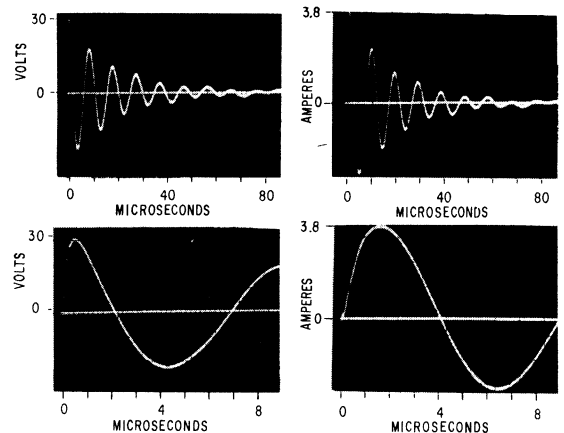 30
VOLTS
0
0 40 80
MICROSECONDS
3.8
AMPERES
0
0 40 80
MICROSECONDS
30
VOLTS
0
0 4 8
MICROSECONDS
3.8
AMPERES
0
0 4 8
MICROSECONDS